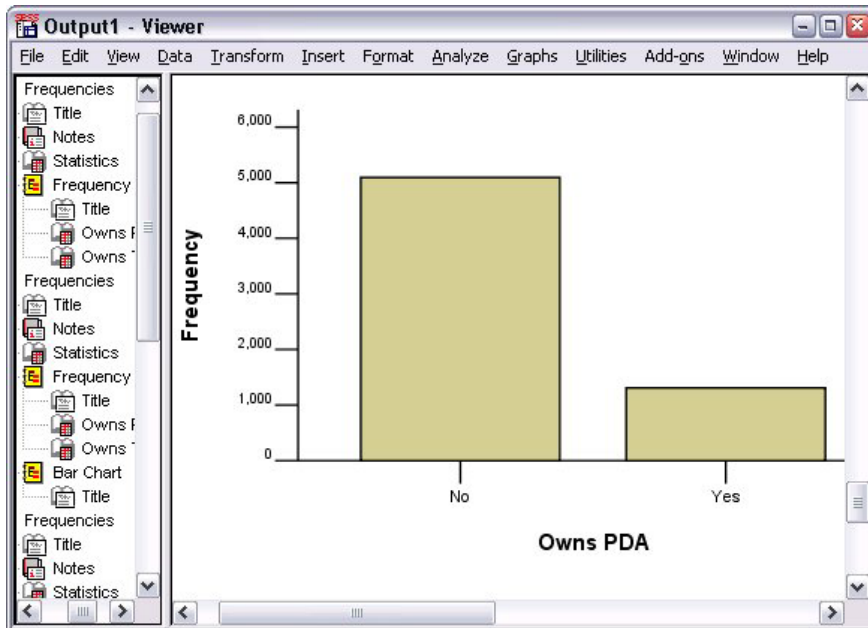 Output1 - Viewer
File Edit View Data Transform Insert Format Analyze Graphs Utilities Add-ons Window Help
Frequencies
Title
Notes
Statistics
Frequency
Title
Owns
Owns
Frequencies
Title
Notes
Statistics
Frequency
Title
Owns
Owns
Bar Chart
Title
Frequencies
Title
Notes
Statistics
Frequency
6,000
5,000
4,000
3,000
2,000
1,000
0
No Yes
Owns PDA